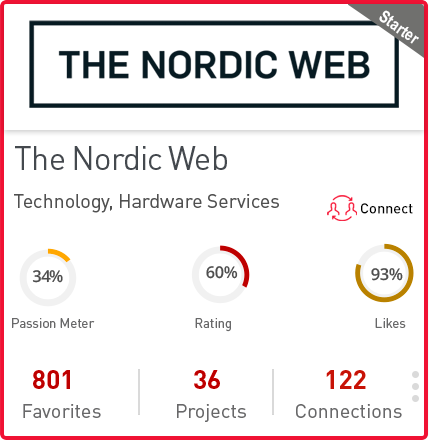 Starter
THE NORDIC WEB
The Nordic Web
Technology, Hardware Services
Connect
34%
60%
93%
Passion Meter
Rating
Likes
801
36
122
Favorites
Projects
Connections